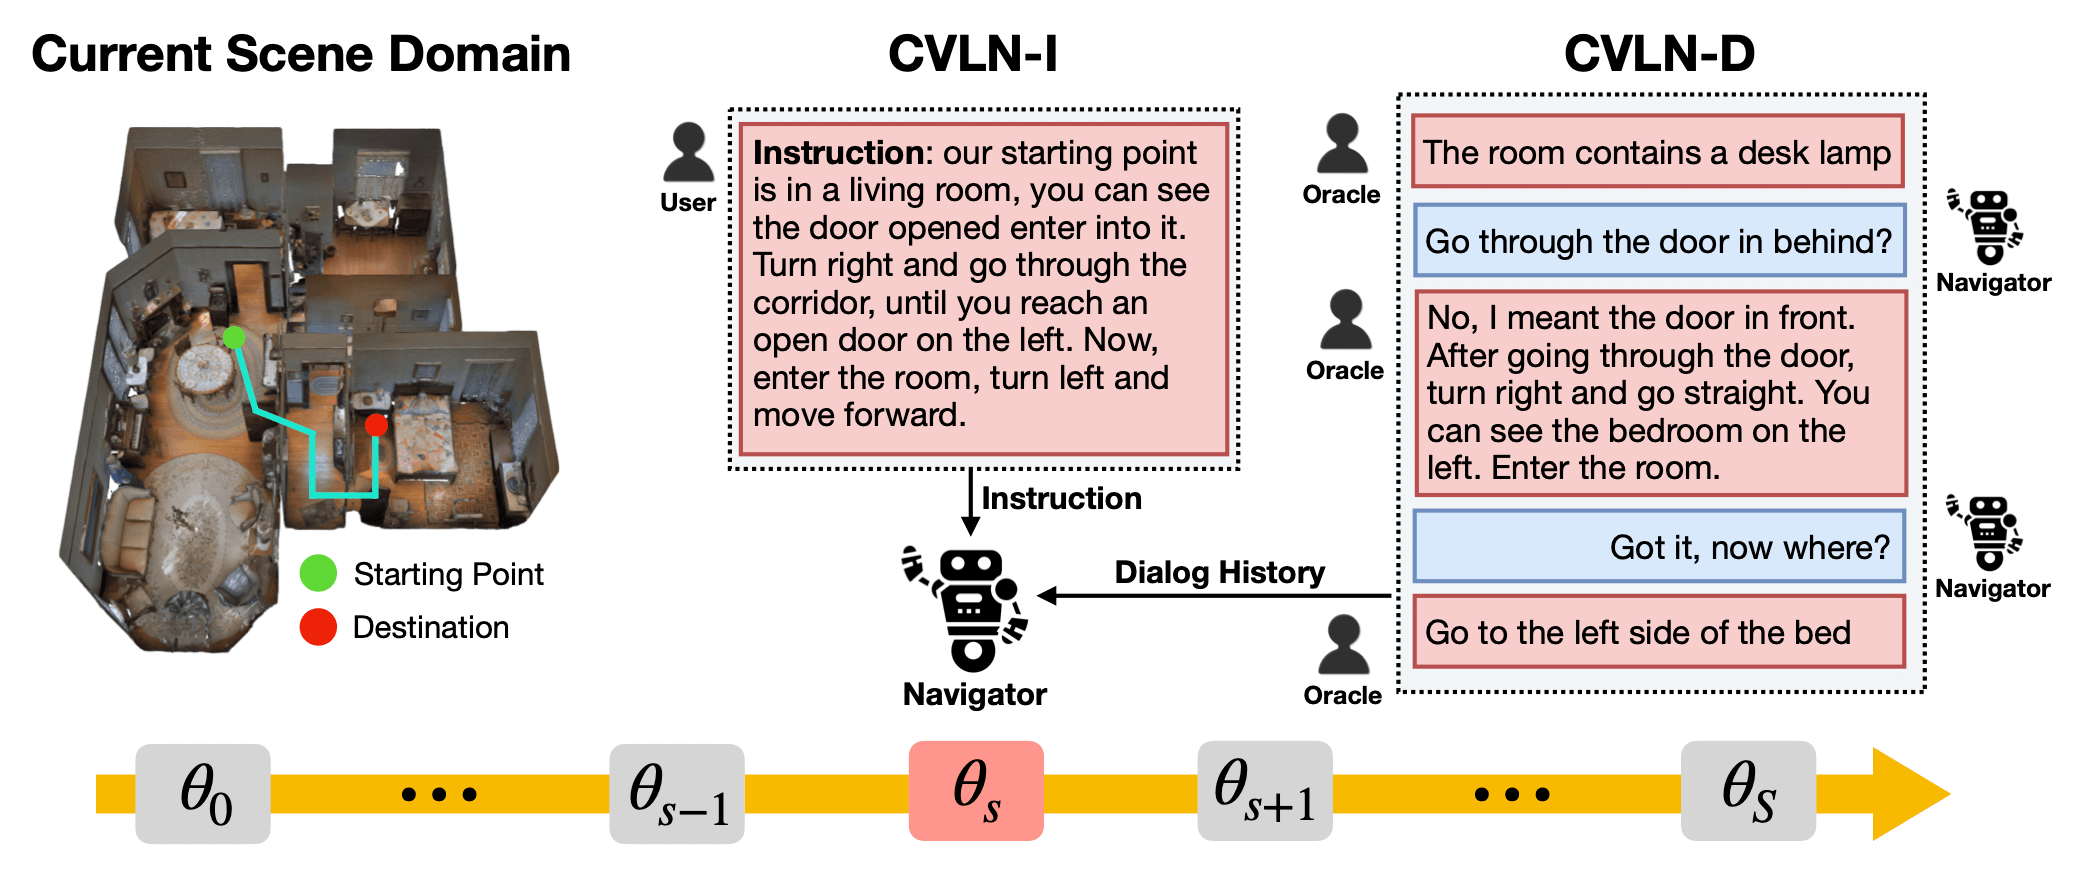 Current Scene Domain
CVLN-I
CVLN-D
User
Instruction: our starting point
is in a living room, you can see
the door opened enter into it.
Turn right and go through the
corridor, until you reach an
open door on the left. Now,
enter the room, turn left and
move forward.
Instruction
Navigator
Dialog History
Oracle
The room contains a desk lamp
Go through the door in behind?
Navigator
Oracle
No, I meant the door in front.
After going through the door,
turn right and go straight. You
can see the bedroom on the
left. Enter the room.
Got it, now where?
Navigator
Oracle
Go to the left side of the bed
Starting Point
Destination
θ0 ... θs−1 θs θs+1 ... θS